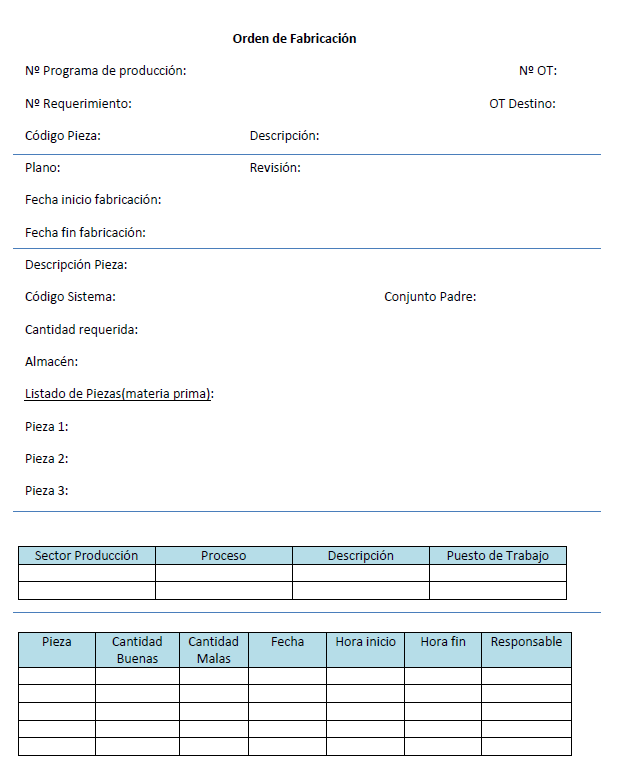 Orden de Fabricación
Nº Programa de producción: Nº OT:
Nº Requerimiento: OT Destino:
Código Pieza: Descripción:
Plano: Revisión:
Fecha inicio fabricación:
Fecha fin fabricación:
Descripción Pieza:
Código Sistema: Conjunto Padre:
Cantidad requerida:
Almacén:
Listado de Piezas(materia prima):
Pieza 1:
Pieza 2:
Pieza 3:
Sector Producción Proceso Descripción Puesto de Trabajo
Pieza Cantidad Cantidad Fecha Hora inicio Hora fin Responsable
Buenas Malas